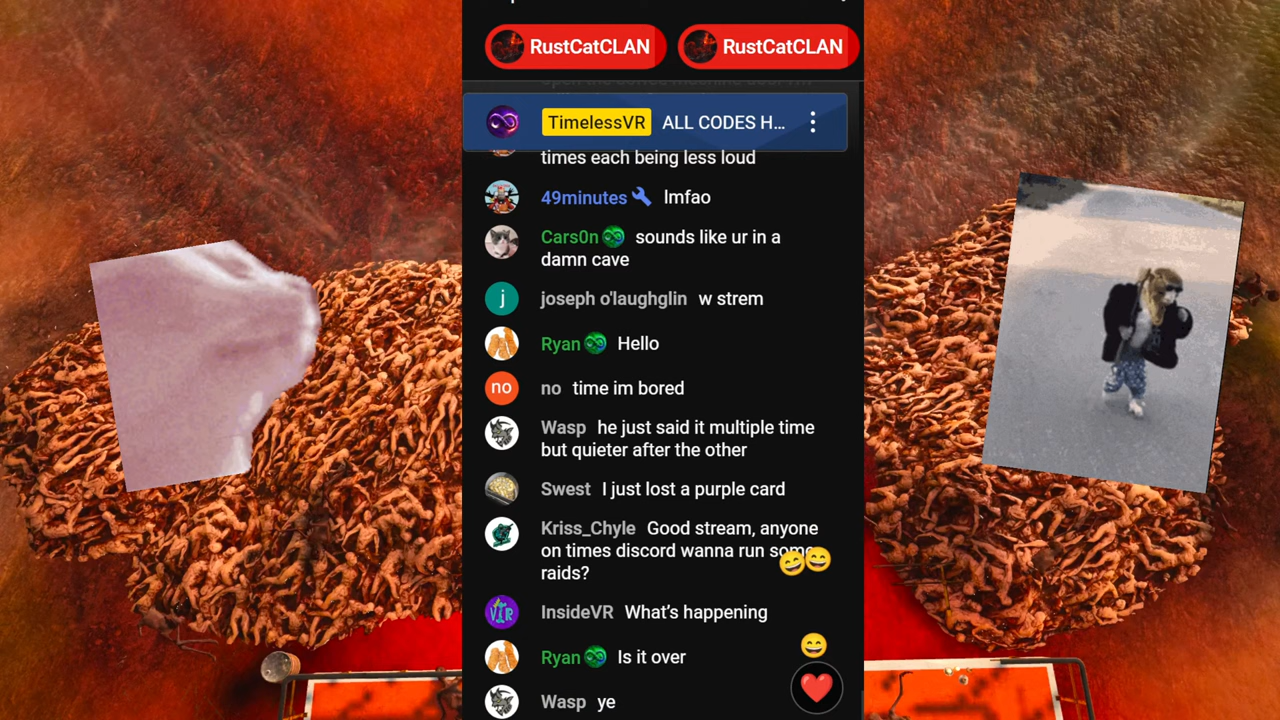 RustCatCLAN RustCatCLAN
TimelessVR ALL CODES H...
times each being less loud
49minutes lmfao
Cars0n sounds like ur in a
damn cave
j joseph o'laughglin w strem
Ryan Hello
no no time im bored
Wasp he just said it multiple time
but quieter after the other
Swest I just lost a purple card
Kriss_Chyle Good stream, anyone
on times discord wanna run some
raids?
InsideVR What's happening
Ryan Is it over
Wasp ye